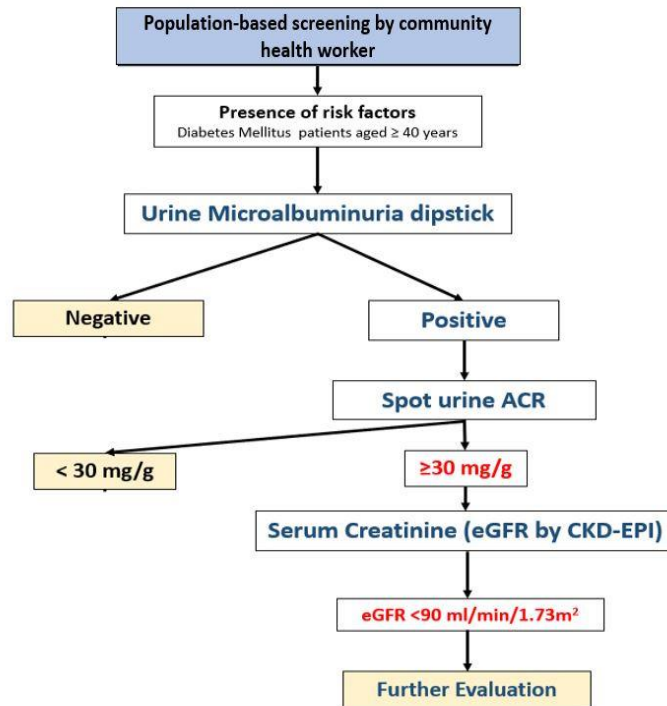 Population-based screening by community
health worker
Presence of risk factors
Diabetes Mellitus patients aged ≥ 40 years
Urine Microalbuminuria dipstick
Negative
Positive
Spot urine ACR
< 30 mg/g
≥30 mg/g
Serum Creatinine (eGFR by CKD-EPI)
eGFR <90 ml/min/1.73m²
Further Evaluation